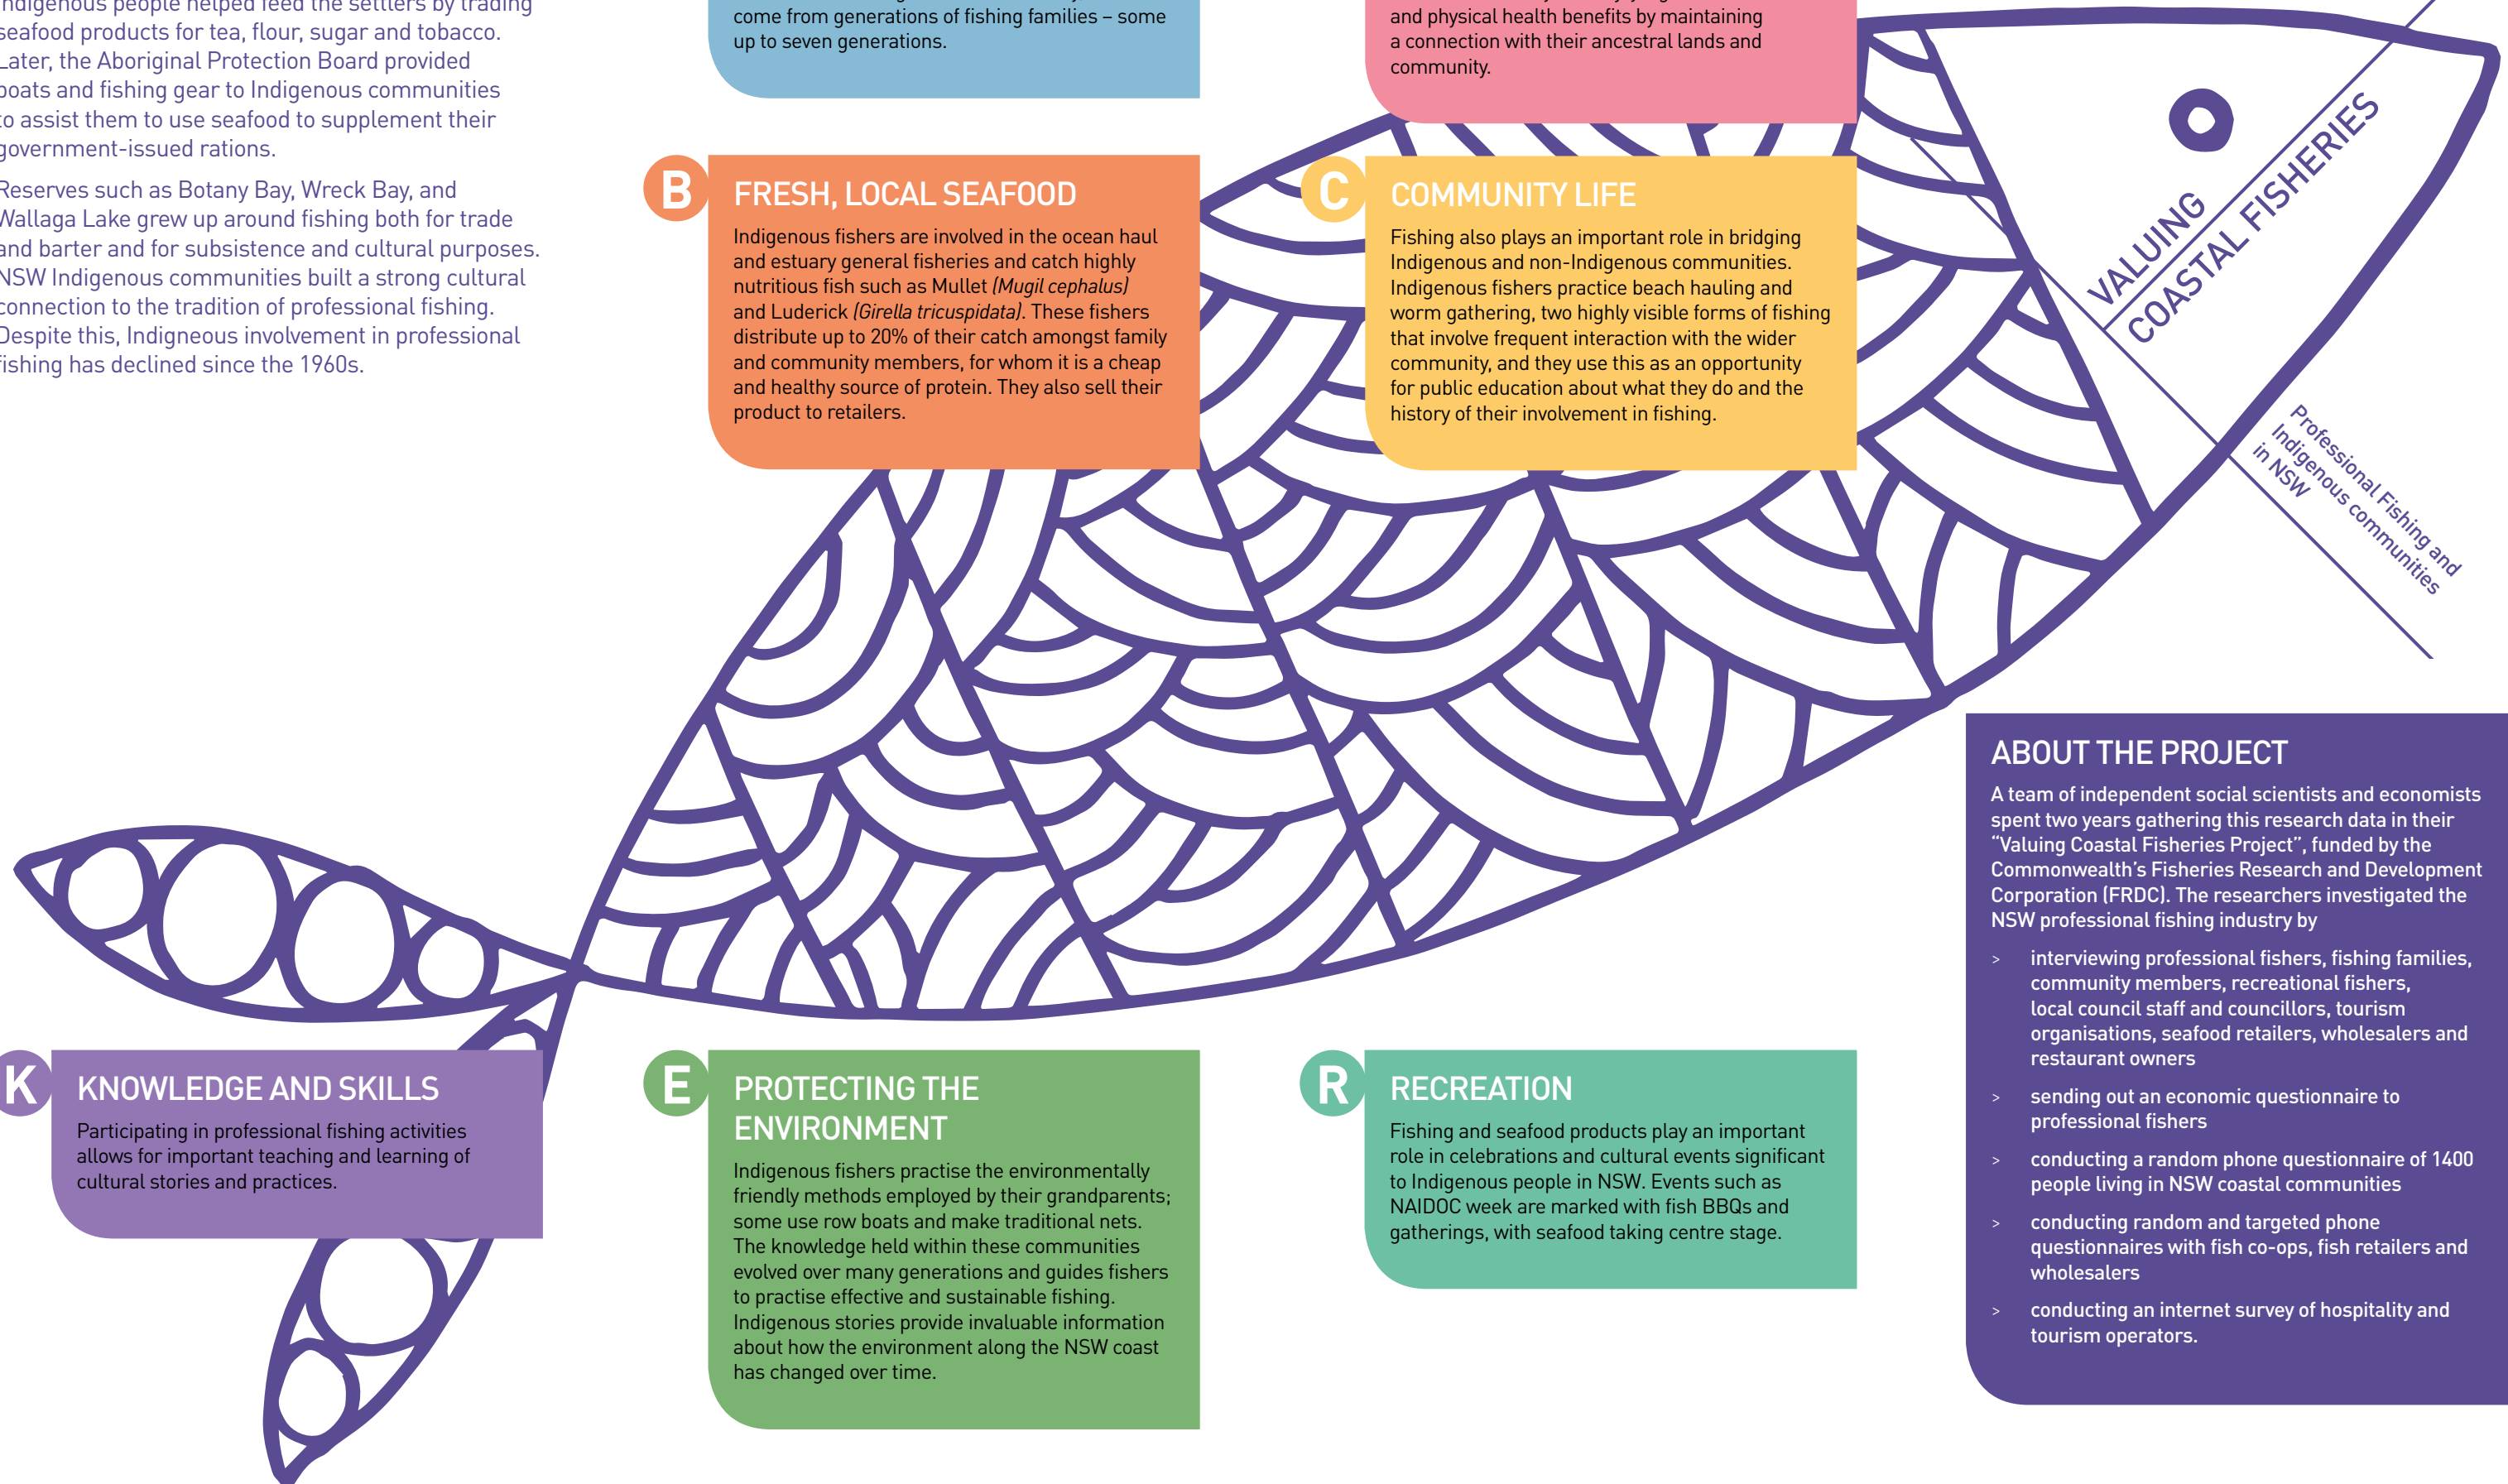 Indigenous people helped feed the settlers by trading
seafood products for tea, flour, sugar and tobacco.
Later, the Aboriginal Protection Board provided
boats and fishing gear to Indigenous communities
to assist them to use seafood to supplement their
government-issued rations.
Reserves such as Botany Bay, Wreck Bay, and
Wallaga Lake grew up around fishing both for trade
and barter and for subsistence and cultural purposes.
NSW Indigenous communities built a strong cultural
connection to the tradition of professional fishing.
Despite this, Indigneous involvement in professional
fishing has declined since the 1960s.
come from generations of fishing families – some
up to seven generations.
and physical health benefits by maintaining
a connection with their ancestral lands and
community.
B
FRESH, LOCAL SEAFOOD
Indigenous fishers are involved in the ocean haul
and estuary general fisheries and catch highly
nutritious fish such as Mullet (Mugil cephalus)
and Luderick (Girella tricuspidata). These fishers
distribute up to 20% of their catch amongst family
and community members, for whom it is a cheap
and healthy source of protein. They also sell their
product to retailers.
C
COMMUNITY LIFE
Fishing also plays an important role in bridging
Indigenous and non-Indigenous communities.
Indigenous fishers practice beach hauling and
worm gathering, two highly visible forms of fishing
that involve frequent interaction with the wider
community, and they use this as an opportunity
for public education about what they do and the
history of their involvement in fishing.
VALUING
COASTAL FISHERIES
Professional Fishing and
Indigenous communities
in NSW
K
KNOWLEDGE AND SKILLS
Participating in professional fishing activities
allows for important teaching and learning of
cultural stories and practices.
E
PROTECTING THE
ENVIRONMENT
Indigenous fishers practise the environmentally
friendly methods employed by their grandparents;
some use row boats and make traditional nets.
The knowledge held within these communities
evolved over many generations and guides fishers
to practise effective and sustainable fishing.
Indigenous stories provide invaluable information
about how the environment along the NSW coast
has changed over time.
R
RECREATION
Fishing and seafood products play an important
role in celebrations and cultural events significant
to Indigenous people in NSW. Events such as
NAIDOC week are marked with fish BBQs and
gatherings, with seafood taking centre stage.
ABOUT THE PROJECT
A team of independent social scientists and economists
spent two years gathering this research data in their
“Valuing Coastal Fisheries Project”, funded by the
Commonwealth’s Fisheries Research and Development
Corporation (FRDC). The researchers investigated the
NSW professional fishing industry by
> interviewing professional fishers, fishing families,
community members, recreational fishers,
local council staff and councillors, tourism
organisations, seafood retailers, wholesalers and
restaurant owners
> sending out an economic questionnaire to
professional fishers
> conducting a random phone questionnaire of 1400
people living in NSW coastal communities
> conducting random and targeted phone
questionnaires with fish co-ops, fish retailers and
wholesalers
> conducting an internet survey of hospitality and
tourism operators.